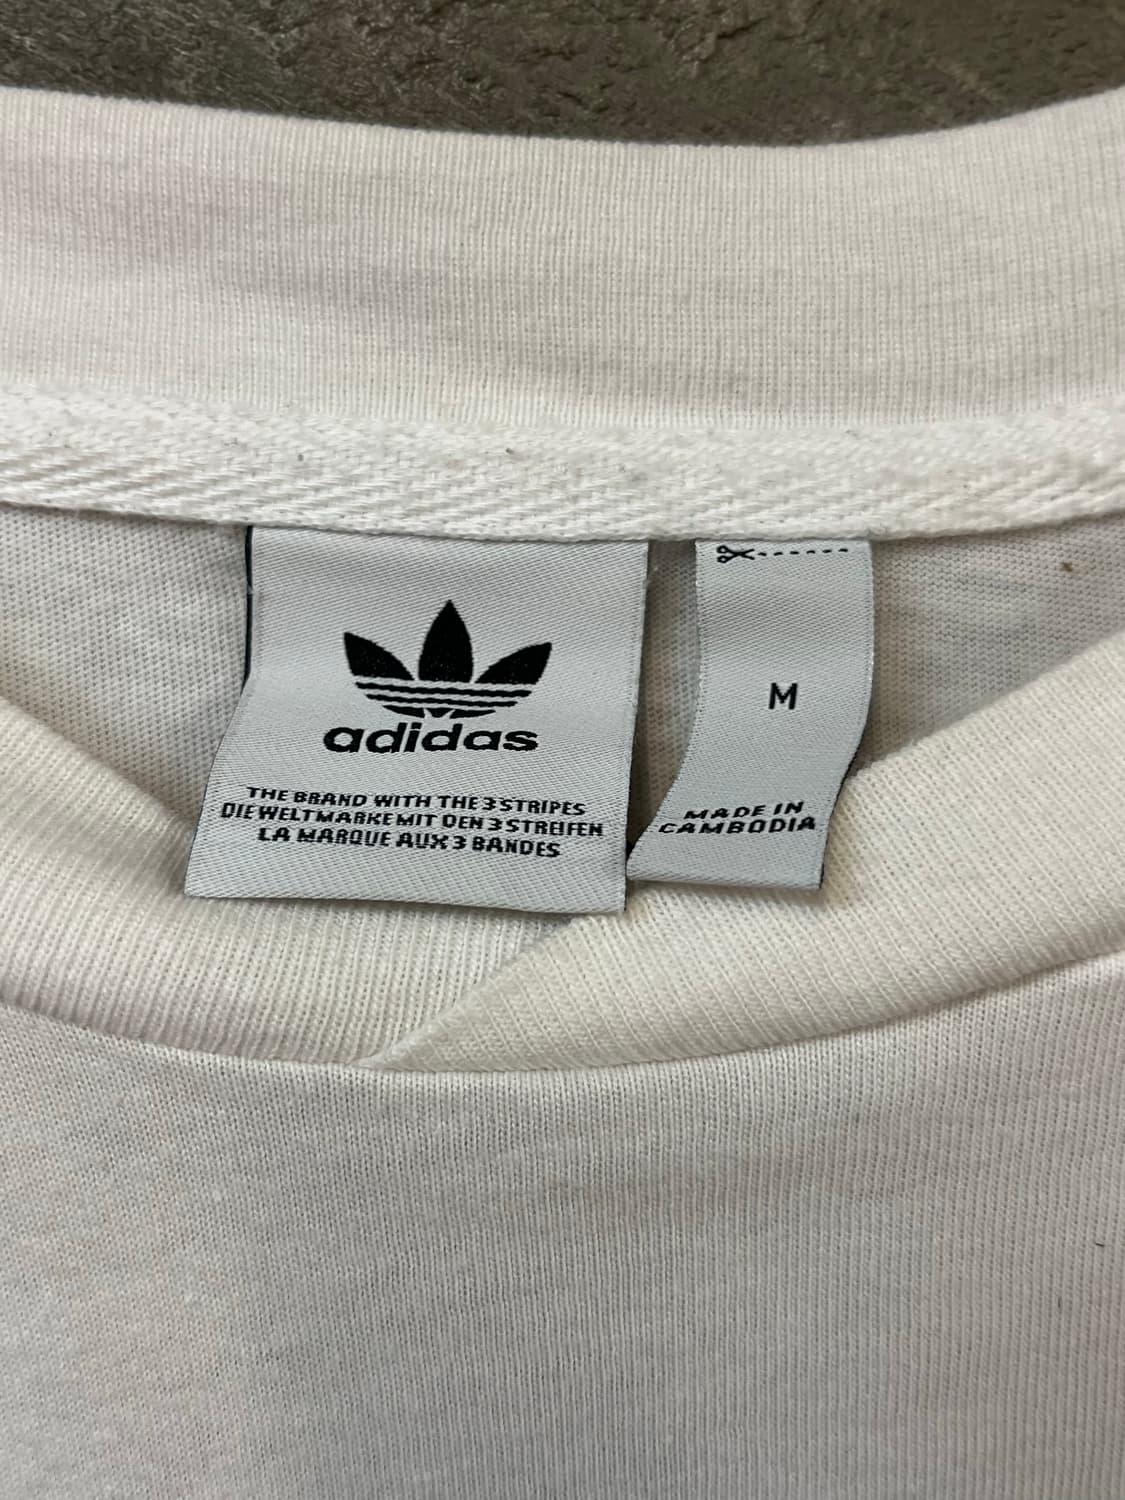 adidas
THE BRAND WITH THE 3 STRIPES
DIE WELTMARKE MIT DEN 3 STREIFEN
LA MARQUE AUX 3 BANDES
M
MADE IN
CAMBODIA